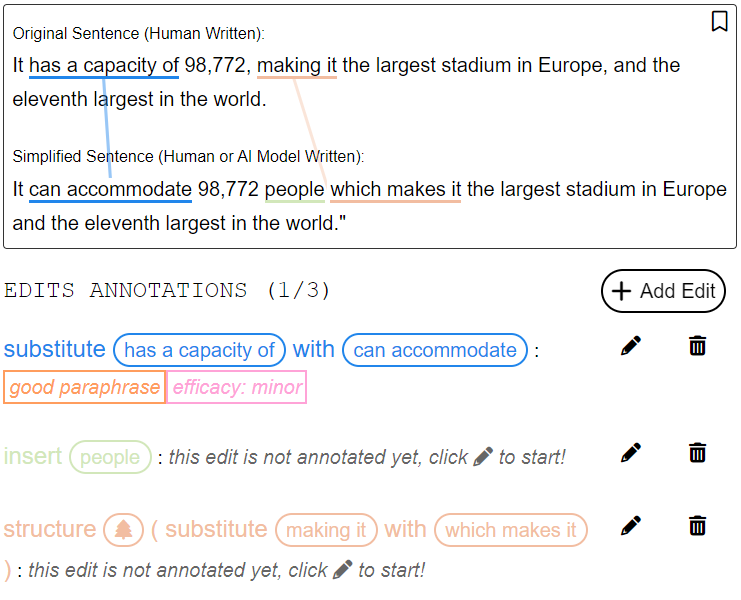 Original Sentence (Human Written):
It has a capacity of 98,772, making it the largest stadium in Europe, and the
eleventh largest in the world.
Simplified Sentence (Human or AI Model Written):
It can accommodate 98,772 people which makes it the largest stadium in Europe
and the eleventh largest in the world."
EDITS ANNOTATIONS (1/3)
+ Add Edit
substitute has a capacity of with can accommodate :
good paraphrase efficacy: minor
insert people : this edit is not annotated yet, click to start!
structure ( substitute making it with which makes it
) : this edit is not annotated yet, click to start!